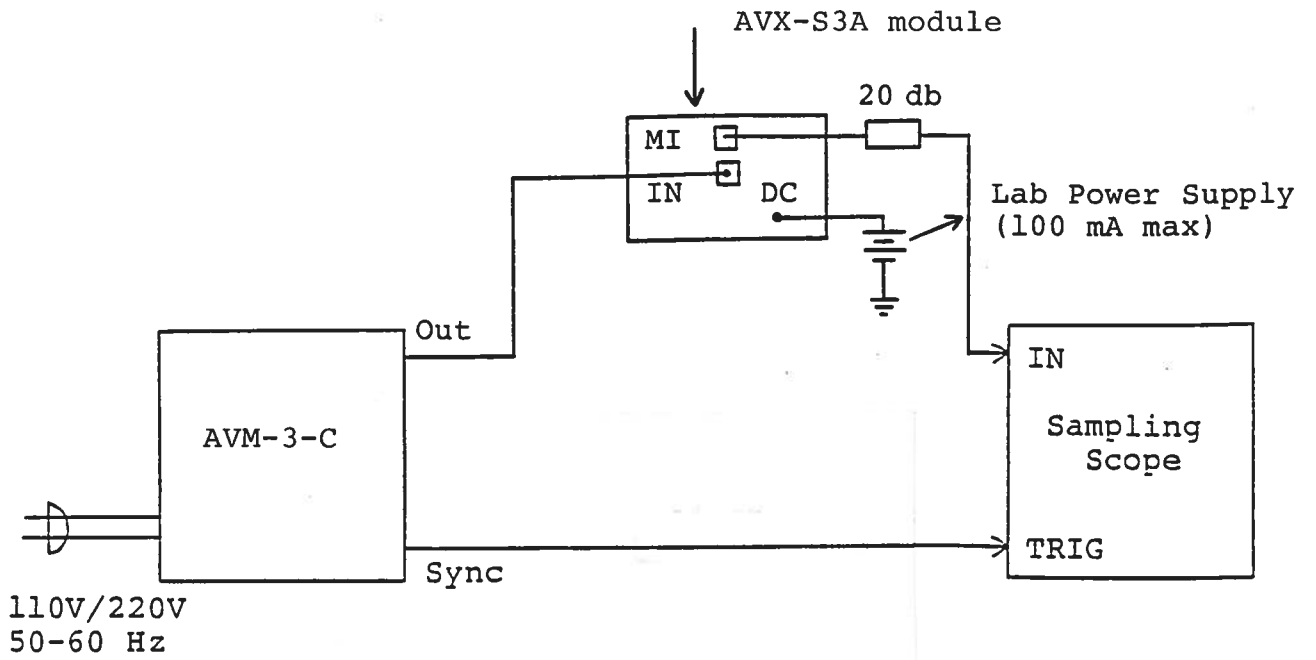 AVX-S3A module
20 db
MI
IN
DC
Lab Power Supply
(100 mA max)
Out
IN
AVM-3-C
Sampling
Scope
TRIG
Sync
110V/220V
50-60 Hz